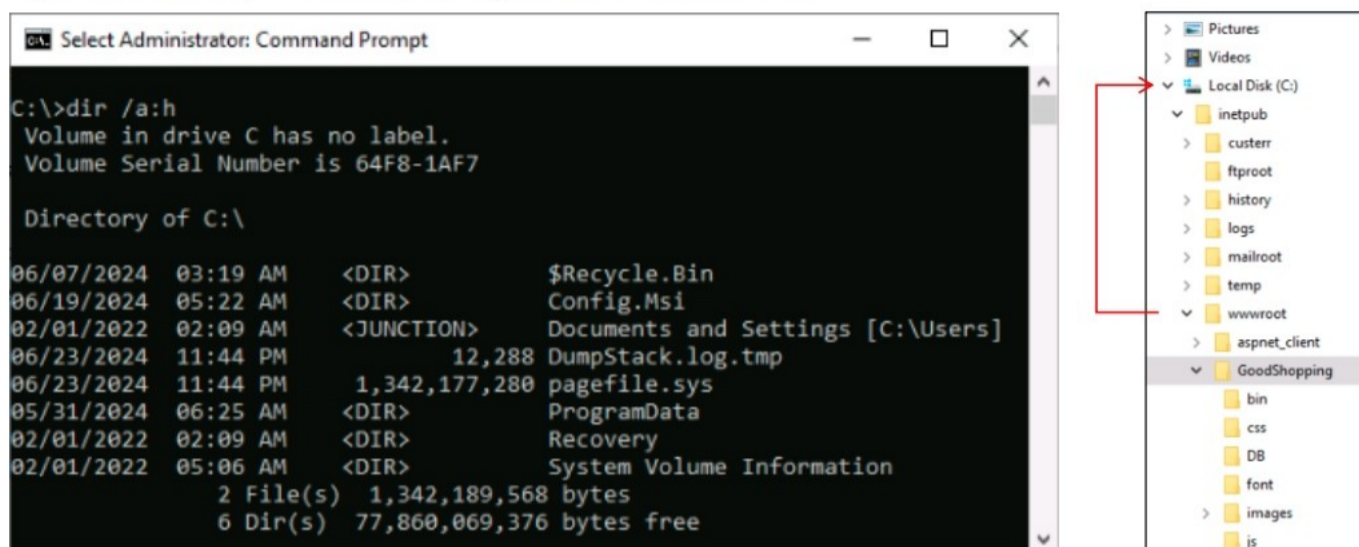 Select Administrator: Command Prompt
C:\>dir /a:h
Volume in drive C has no label.
Volume Serial Number is 64F8-1AF7
Directory of C:\
06/07/2024 03:19 AM <DIR> $Recycle.Bin
06/19/2024 05:22 AM <DIR> Config.Msi
02/01/2022 02:09 AM <JUNCTION> Documents and Settings [C:\Users]
06/23/2024 11:44 PM 12,288 DumpStack.log.tmp
06/23/2024 11:44 PM 1,342,177,280 pagefile.sys
05/31/2024 06:25 AM <DIR> ProgramData
02/01/2022 02:09 AM <DIR> Recovery
02/01/2022 05:06 AM <DIR> System Volume Information
2 File(s) 1,342,189,568 bytes
6 Dir(s) 77,860,069,376 bytes free
Pictures
Videos
Local Disk (C:)
inetpub
custerr
ftproot
history
logs
mailroot
temp
wwwroot
aspnet_client
GoodShopping
bin
css
DB
font
images
js